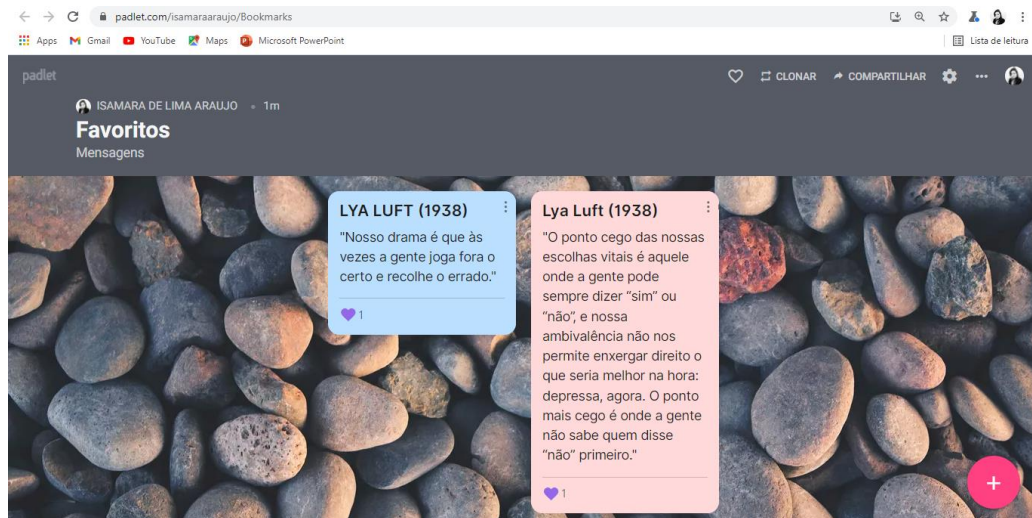 padlet.com/isamaraaraujo/Bookmarks
Apps Gmail YouTube Maps Microsoft PowerPoint Lista de leitura
padlet CLONAR COMPARTILHAR
ISAMARA DE LIMA ARAUJO • 1m
Favoritos
Mensagens
LYA LUFT (1938)
"Nosso drama é que às
vezes a gente joga fora o
certo e recolhe o errado."
1
Lya Luft (1938)
"O ponto cego das nossas
escolhas vitais é aquele
onde a gente pode
sempre dizer “sim” ou
“não”, e nossa
ambivalência não nos
permite enxergar direito o
que seria melhor na hora:
depressa, agora. O ponto
mais cego é onde a gente
não sabe quem disse
“não” primeiro."
1